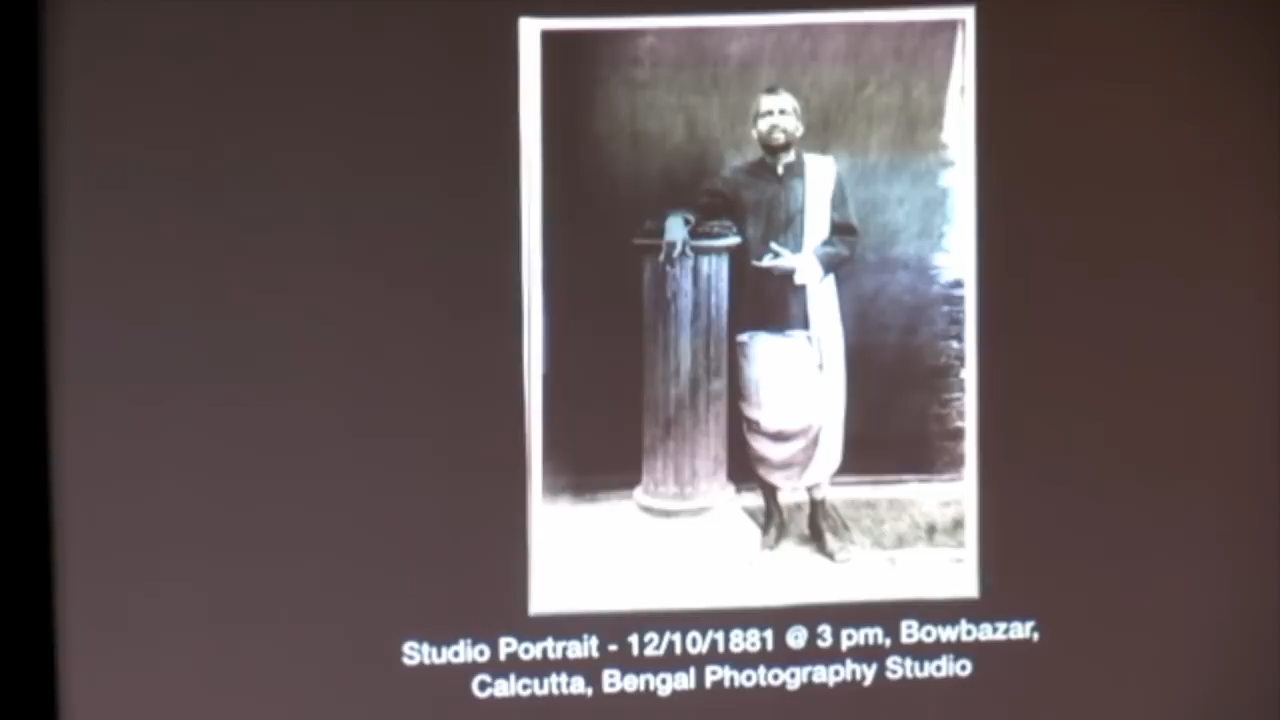 Studio Portrait - 12/10/1881 @ 3 pm, Bowbazar,
Calcutta, Bengal Photography Studio